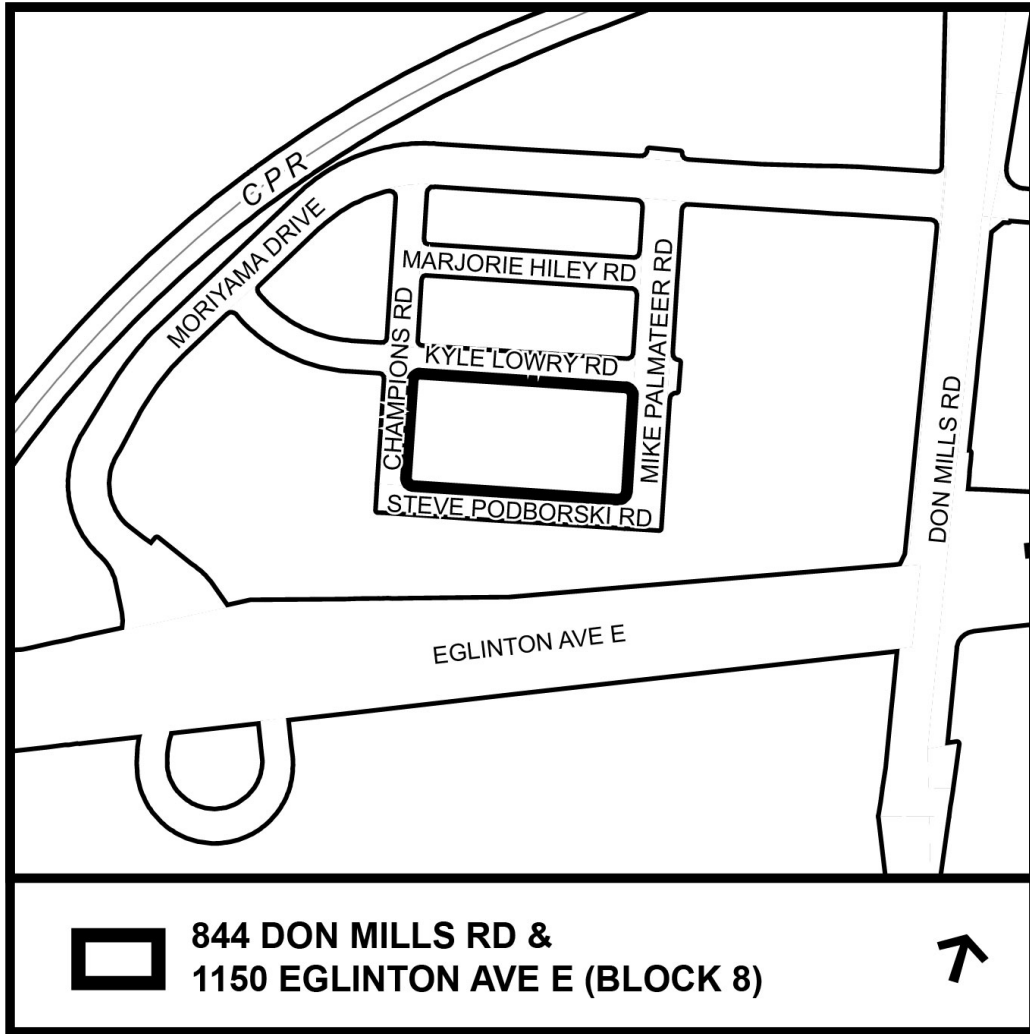 CPR
MORIYAMA DRIVE
MARJORIE HILEY RD
CHAMPIONS RD
KYLE LOWRY RD
MIKE PALMATEER RD
STEVE PODBORSKI RD
DON MILLS RD
EGLINTON AVE E
844 DON MILLS RD &
1150 EGLINTON AVE E (BLOCK 8)